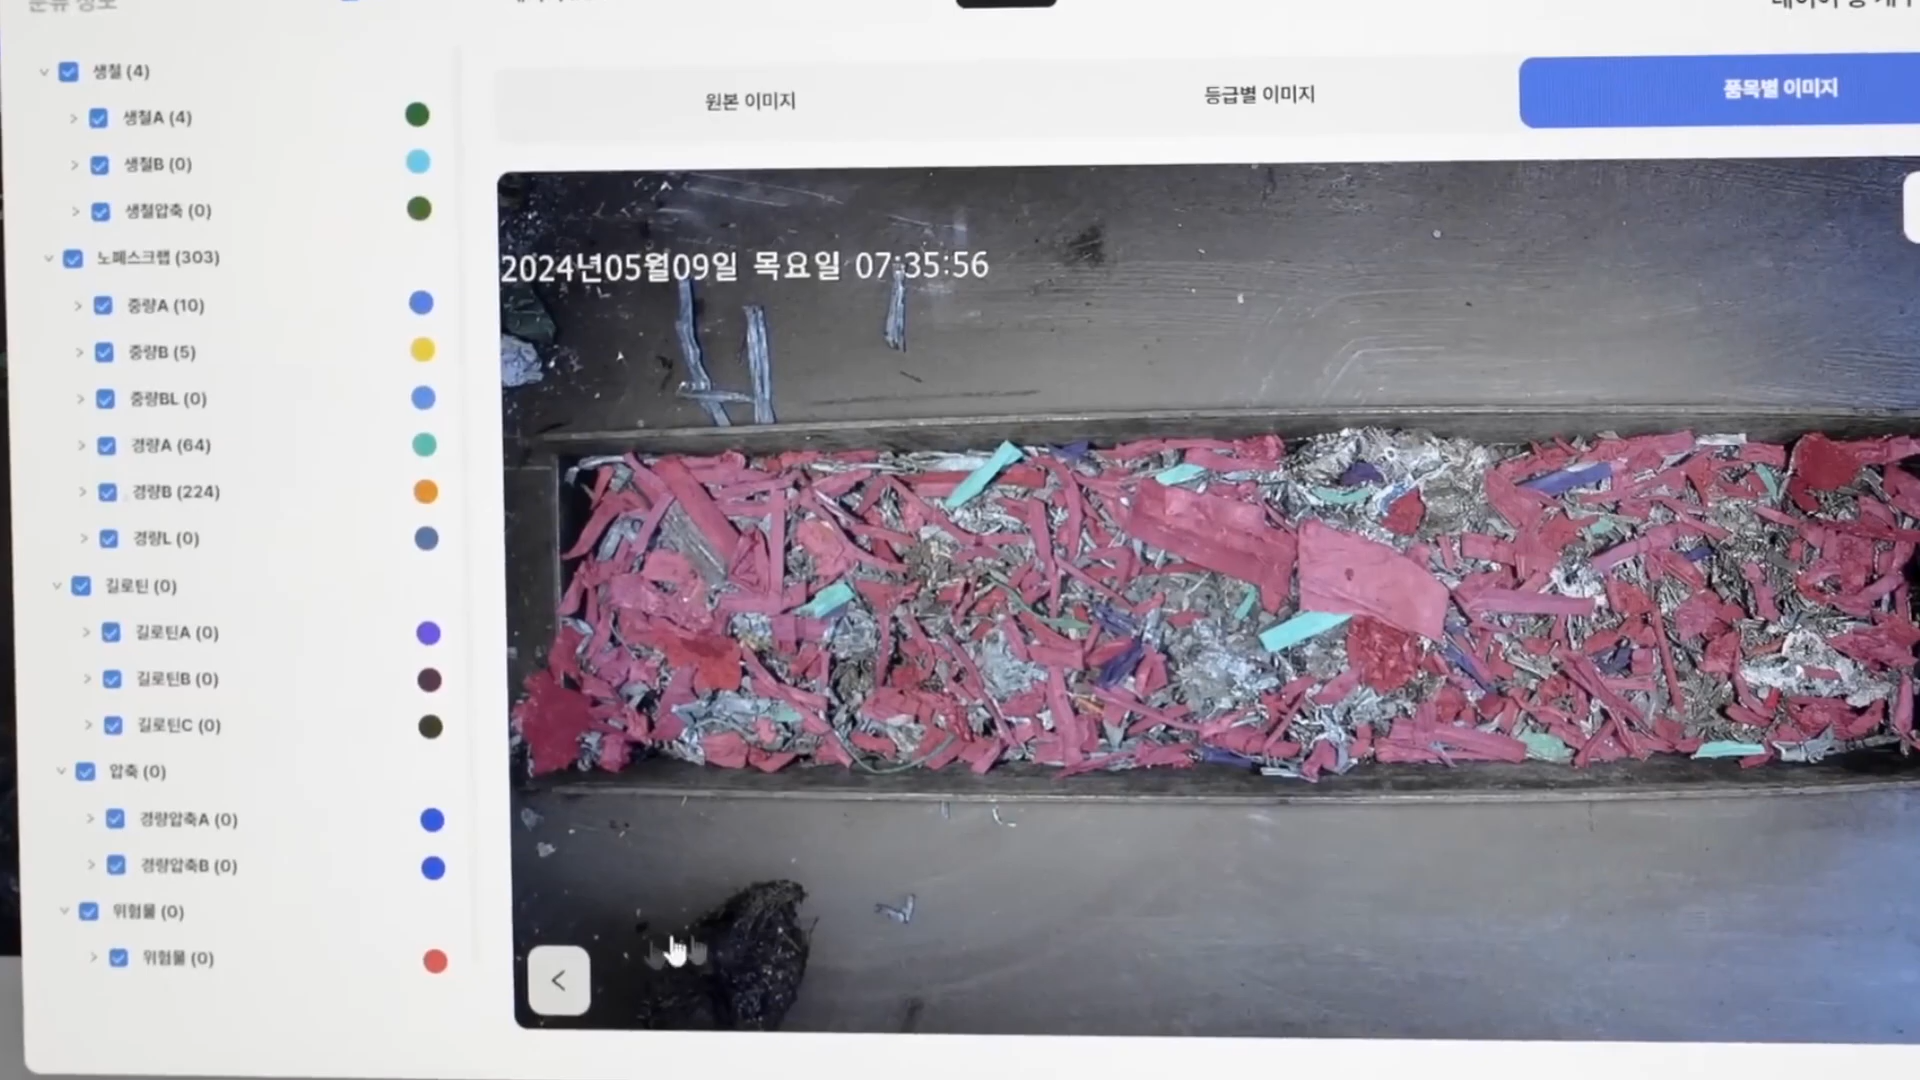 분류 정보
생철 (4)
생철A (4)
생철B (0)
생철압축 (0)
노폐스크랩 (303)
중량A (10)
중량B (5)
중량BL (0)
경량A (64)
경량B (224)
경량L (0)
길로틴 (0)
길로틴A (0)
길로틴B (0)
길로틴C (0)
압축 (0)
경량압축A (0)
경량압축B (0)
위험물 (0)
위험물 (0)
원본 이미지
등급별 이미지
품목별 이미지
2024년05월09일 목요일 07:35:56